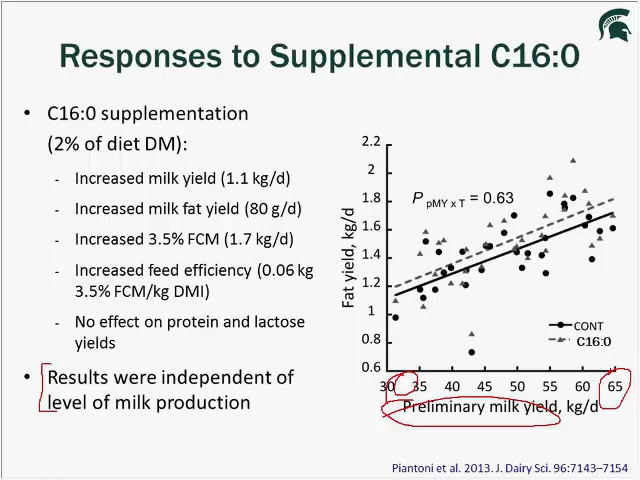 Responses to Supplemental C16:0
• C16:0 supplementation
(2% of diet DM):
- Increased milk yield (1.1 kg/d)
- Increased milk fat yield (80 g/d)
- Increased 3.5% FCM (1.7 kg/d)
- Increased feed efficiency (0.06 kg
3.5% FCM/kg DMI)
- No effect on protein and lactose
yields
• Results were independent of
level of milk production
2.2
2
1.8
1.6
1.4
1.2
1
0.8
0.6
Fat yield, kg/d
P pMY x T = 0.63
CONT
C16:0
30 35 40 45 50 55 60 65
Preliminary milk yield, kg/d
Piantoni et al. 2013. J. Dairy Sci. 96:7143–7154